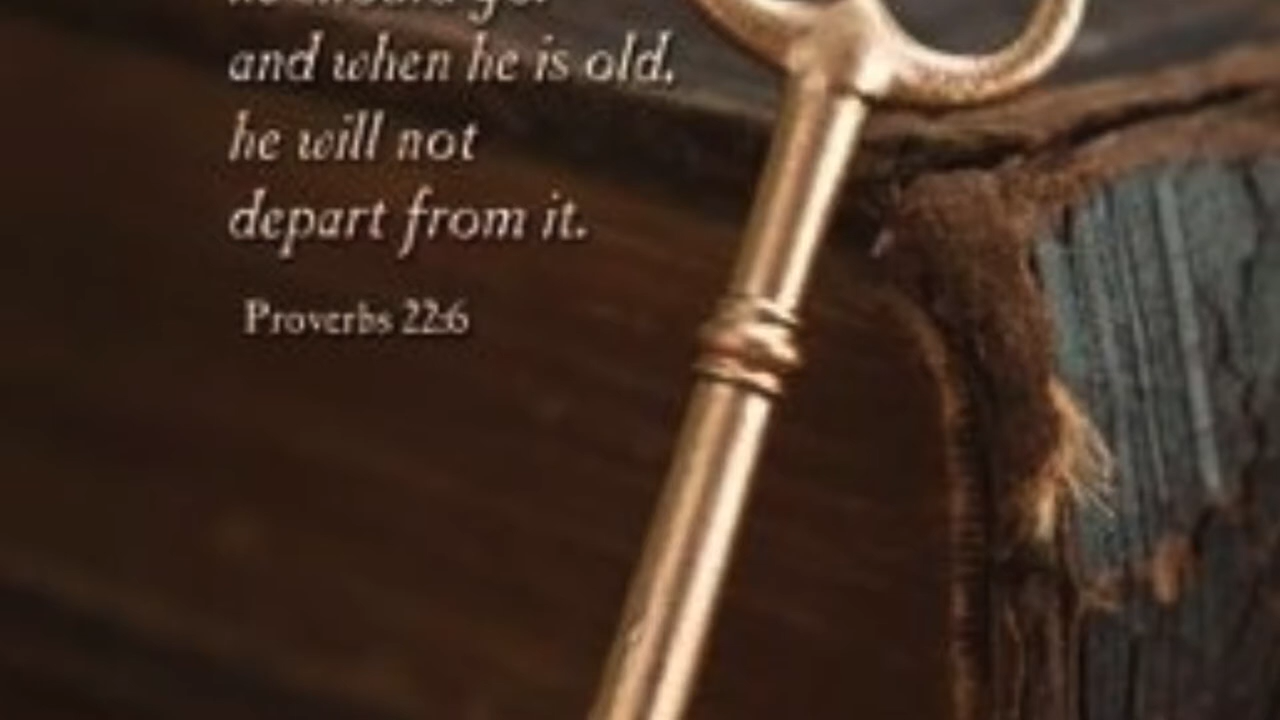 and when he is old,
he will not
depart from it.
Proverbs 22:6